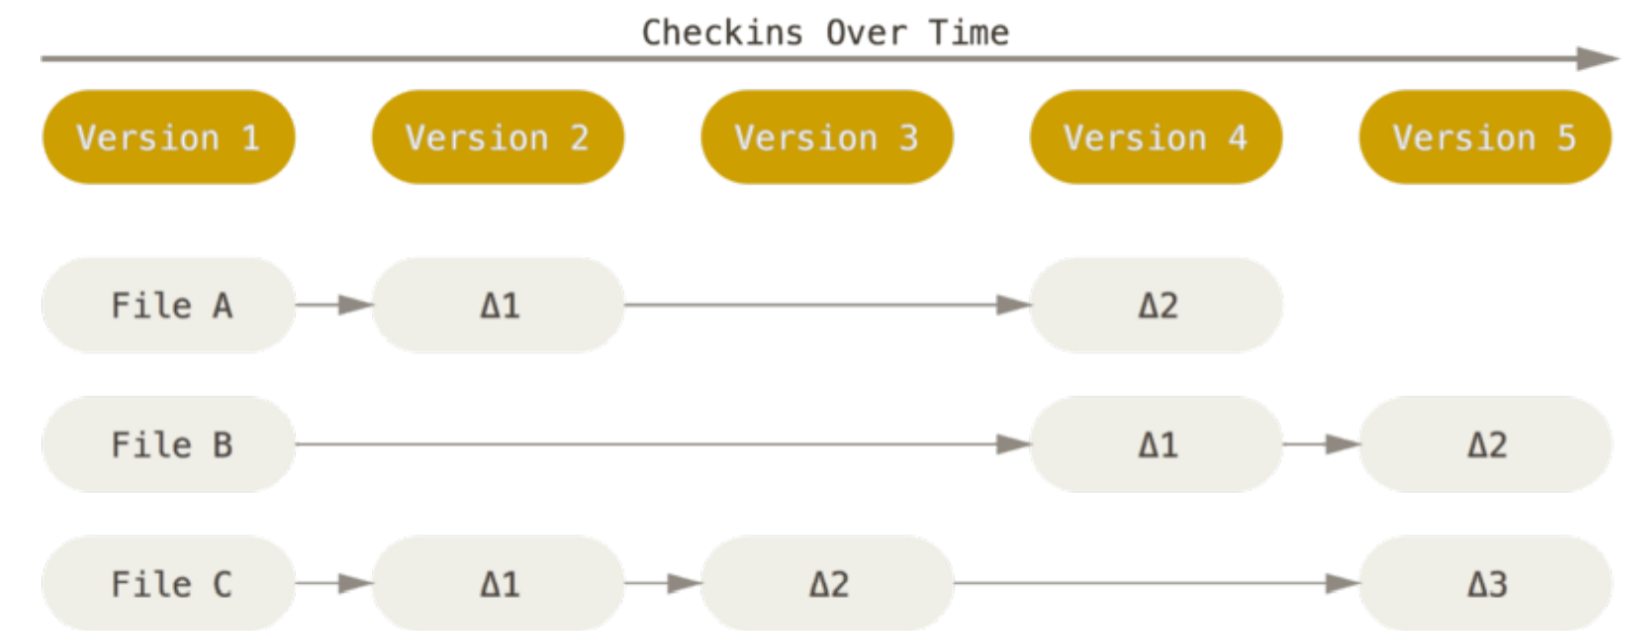 Checkins Over Time
Version 1 Version 2 Version 3 Version 4 Version 5
File A Δ1 Δ2
File B Δ1 Δ2
File C Δ1 Δ2 Δ3